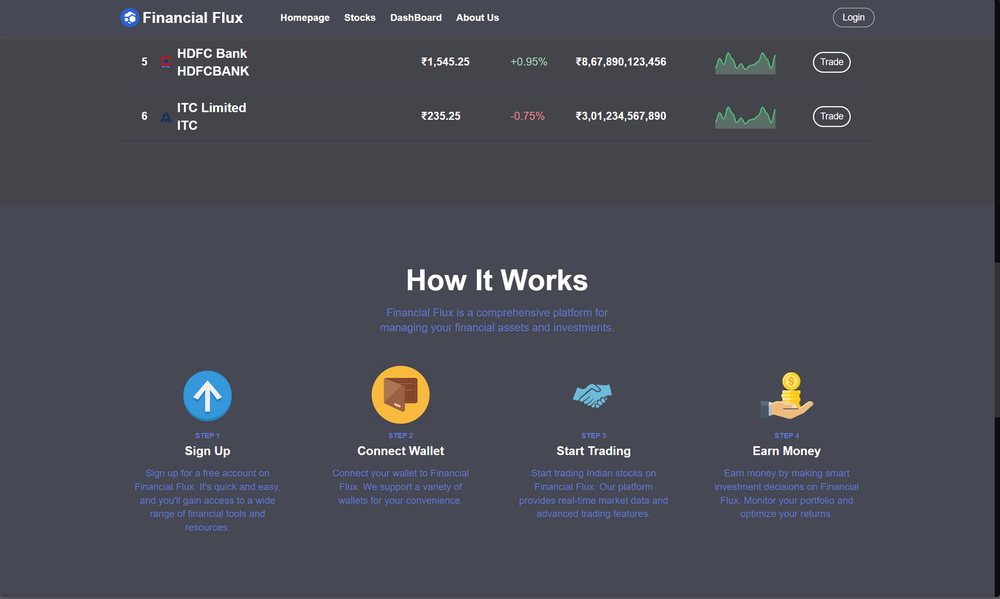 Financial Flux
Homepage
Stocks
DashBoard
About Us
Login
5
HDFC Bank
HDFCBANK
₹1,545.25
+0.95%
₹8,67,890,123,456
Trade
6
ITC Limited
ITC
₹235.25
-0.75%
₹3,01,234,567,890
Trade
How It Works
Financial Flux is a comprehensive platform for
managing your financial assets and investments.
STEP 1
Sign Up
Sign up for a free account on
Financial Flux. It's quick and easy,
and you'll gain access to a wide
range of financial tools and
resources.
STEP 2
Connect Wallet
Connect your wallet to Financial
Flux. We support a variety of
wallets for your convenience.
STEP 3
Start Trading
Start trading Indian stocks on
Financial Flux. Our platform
provides real-time market data and
advanced trading features.
STEP 4
Earn Money
Earn money by making smart
investment decisions on Financial
Flux. Monitor your portfolio and
optimize your returns.